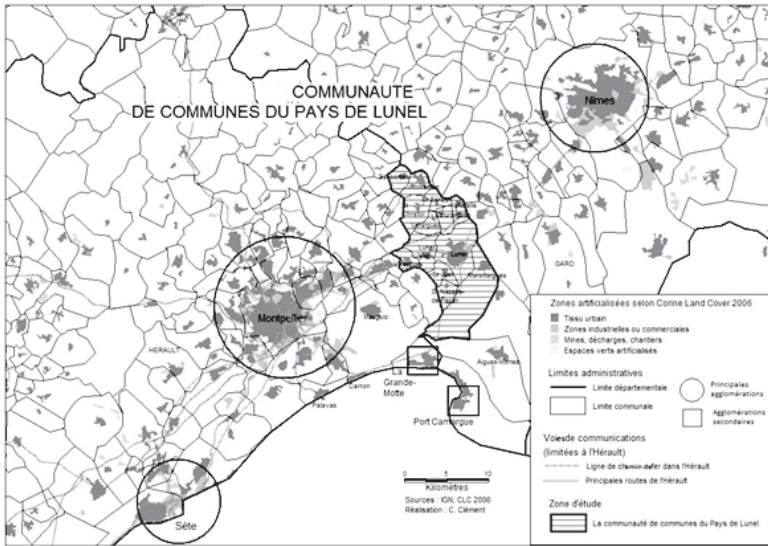 COMMUNAUTE
DE COMMUNES DU PAYS DE LUNEL
Nîmes
Lunel
Marsillargues
GARD
Montpellier
Mauguio
HERAULT
La
Grande-
Motte
Aigues-Mortes
Carnon
Palavas
Port Camargue
Sète
0 5 10
Kilomètres
Sources : IGN, CLC 2006
Réalisation : C. Clément
Zones artificialisées selon Corine Land Cover 2006
Tissu urbain
Zones industrielles ou commerciales
Mines, décharges, chantiers
Espaces verts artificialisés
Limites administratives
Limite départementale
Limite communale
Principales
agglomérations
Agglomérations
secondaires
Voies de communications
(limitées à l'Hérault)
Ligne de chemin de fer dans l'Hérault
Principales routes de l'Hérault
Zone d'étude
La communauté de communes du Pays de Lunel